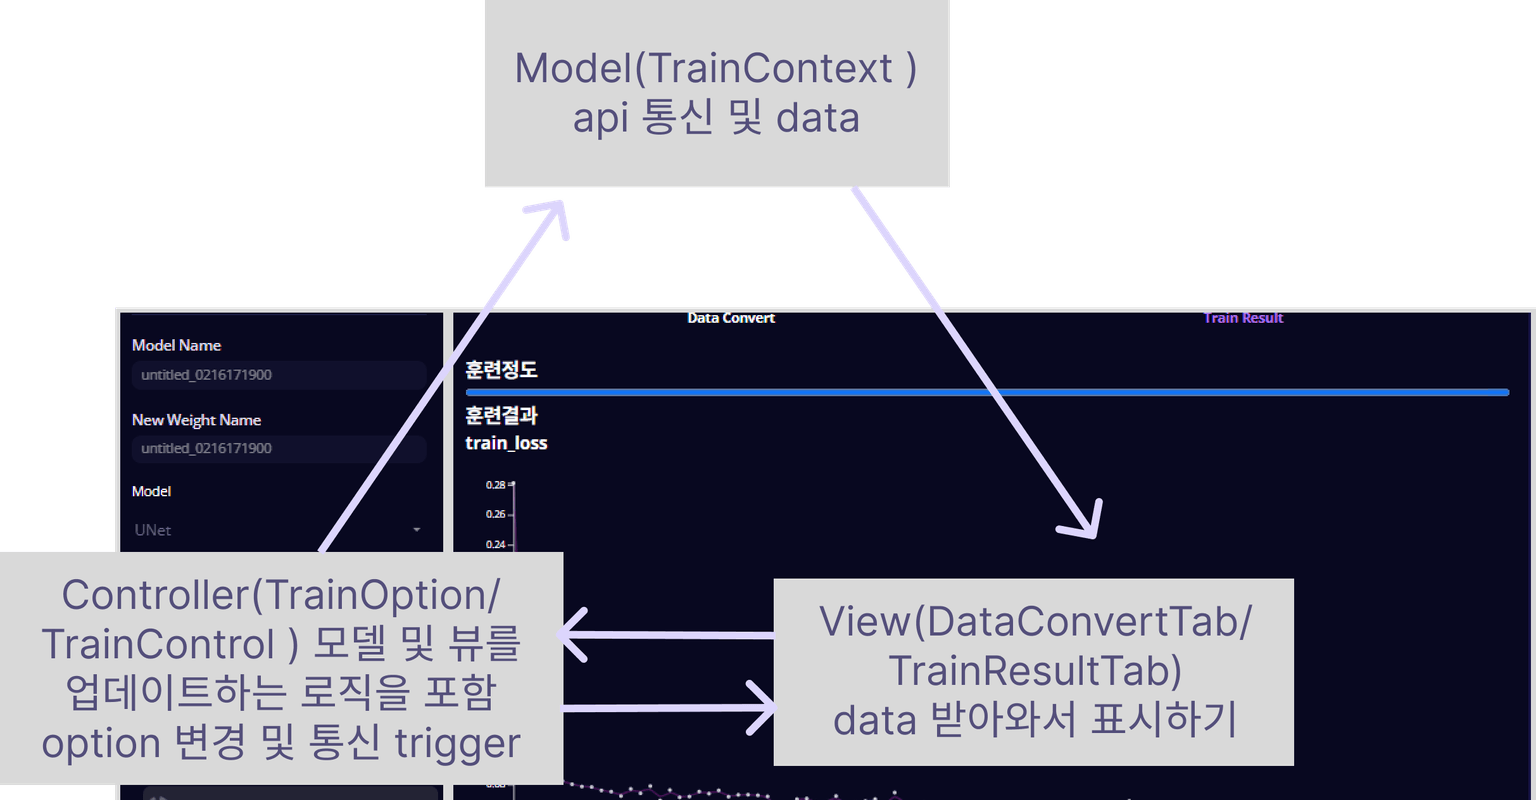 Model(TrainContext )
api 통신 및 data
Data Convert
Train Result
Model Name
untitled_0216171900
New Weight Name
untitled_0216171900
Model
UNet
훈련정도
훈련결과
train_loss
0.28
0.26
0.24
Controller(TrainOption/
TrainControl ) 모델 및 뷰를
업데이트하는 로직을 포함
option 변경 및 통신 trigger
View(DataConvertTab/
TrainResultTab)
data 받아와서 표시하기